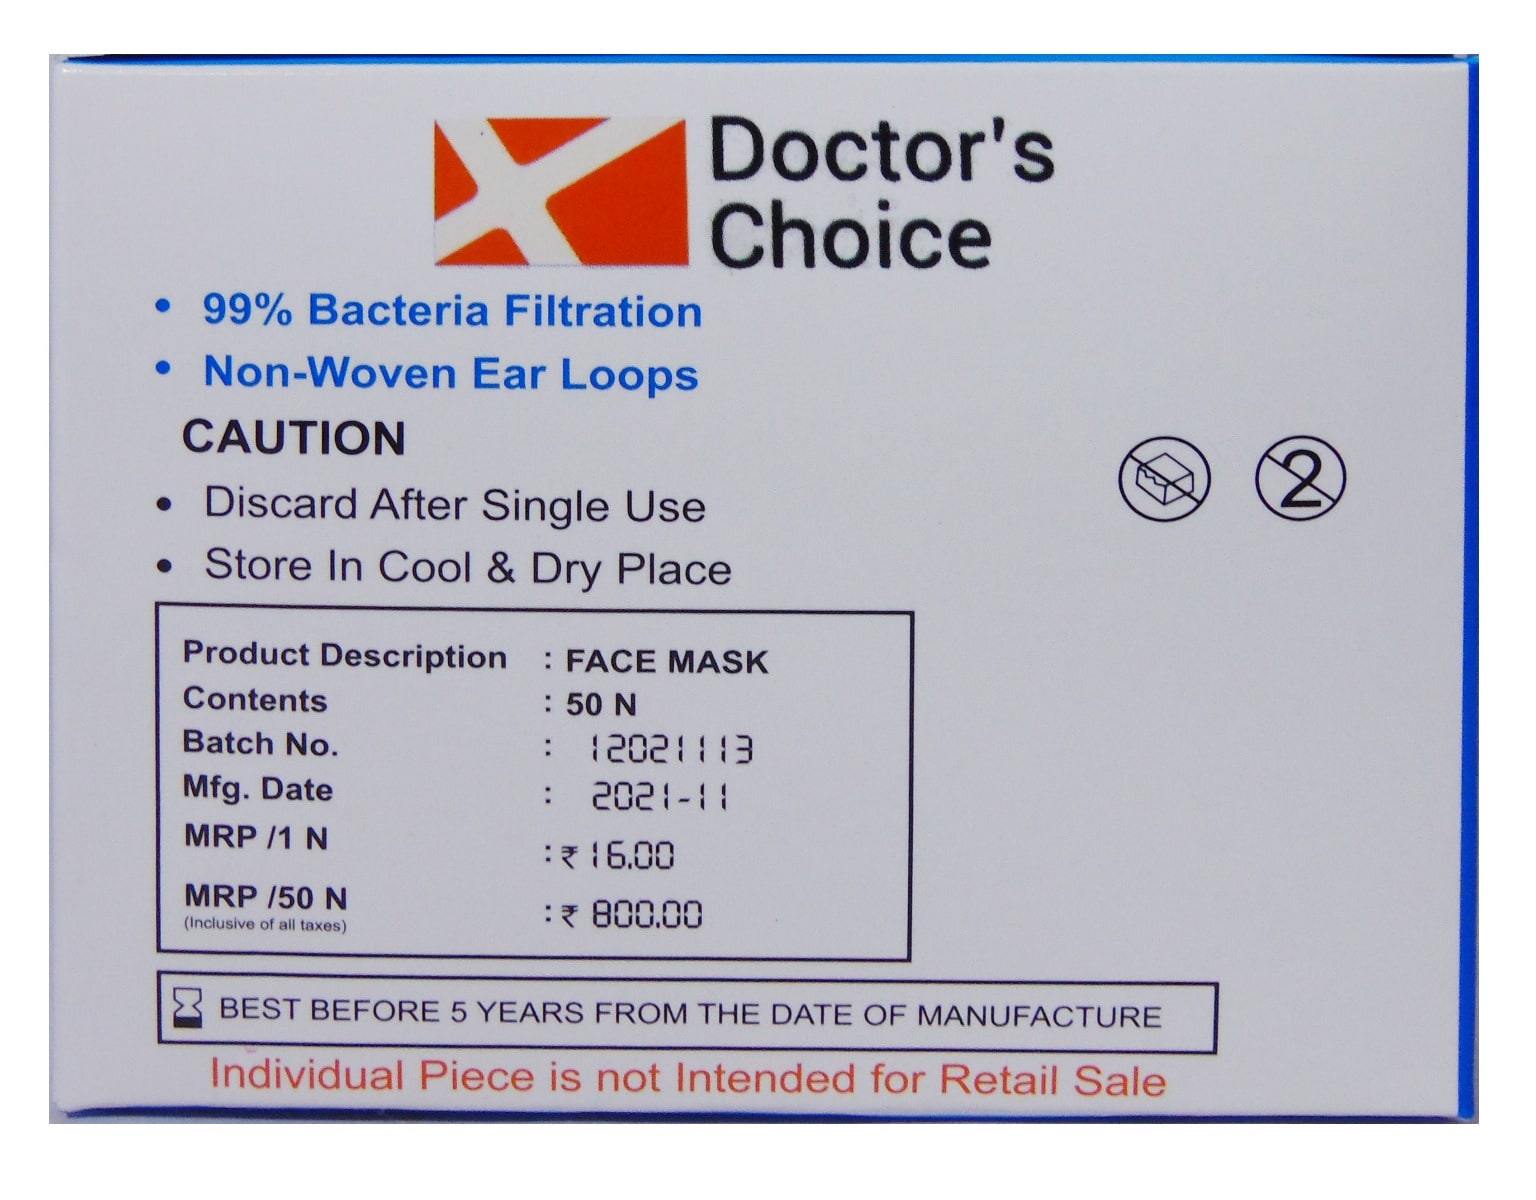 Doctor's
Choice
• 99% Bacteria Filtration
• Non-Woven Ear Loops
CAUTION
• Discard After Single Use
• Store In Cool & Dry Place
2
Product Description : FACE MASK
Contents : 50 N
Batch No. : 12021113
Mfg. Date : 2021-11
MRP /1 N : ₹ 16.00
MRP /50 N : ₹ 800.00
(Inclusive of all taxes)
BEST BEFORE 5 YEARS FROM THE DATE OF MANUFACTURE
Individual Piece is not Intended for Retail Sale